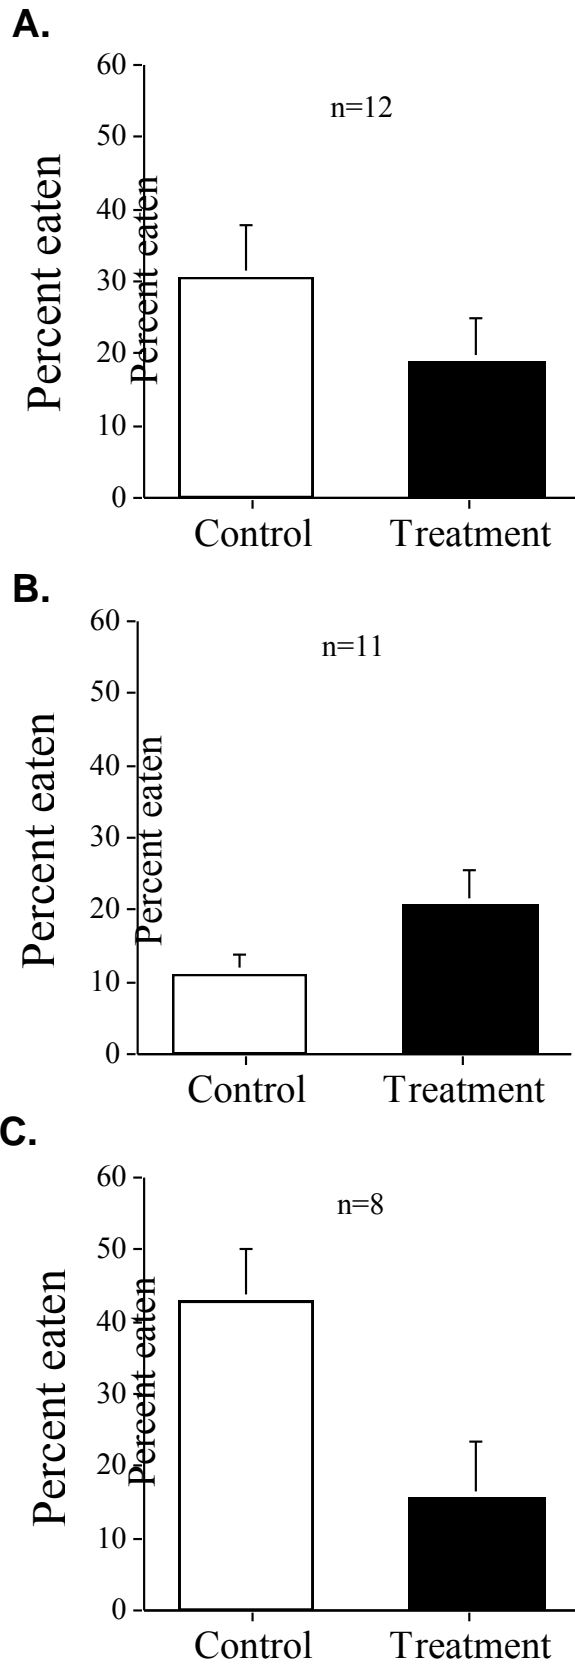 A.
60
n=12
50
40
30
20
10
0
Percent eaten
Percent eaten
Control Treatment
B.
60
n=11
50
40
30
20
10
0
Percent eaten
Percent eaten
Control Treatment
C.
60
n=8
50
40
30
20
10
0
Percent eaten
Percent eaten
Control Treatment